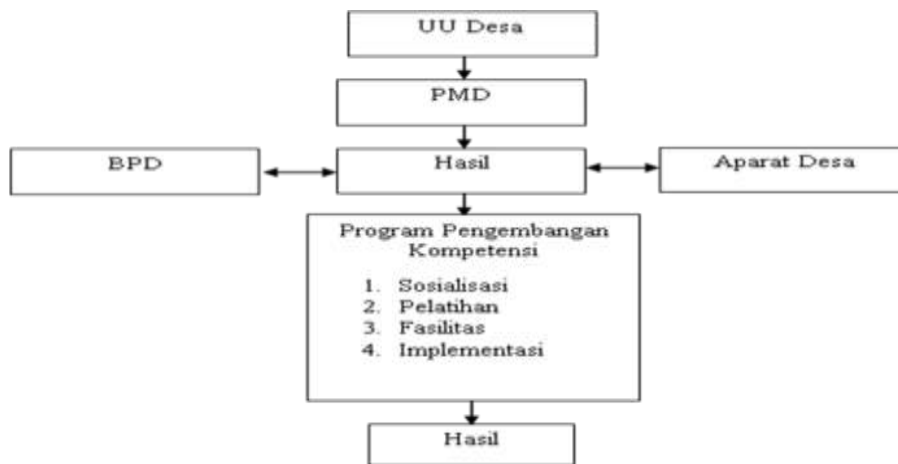 UU Desa
PMD
BPD
Hasil
Aparat Desa
Program Pengembangan
Kompetensi
1. Sosialisasi
2. Pelatihan
3. Fasilitas
4. Implementasi
Hasil